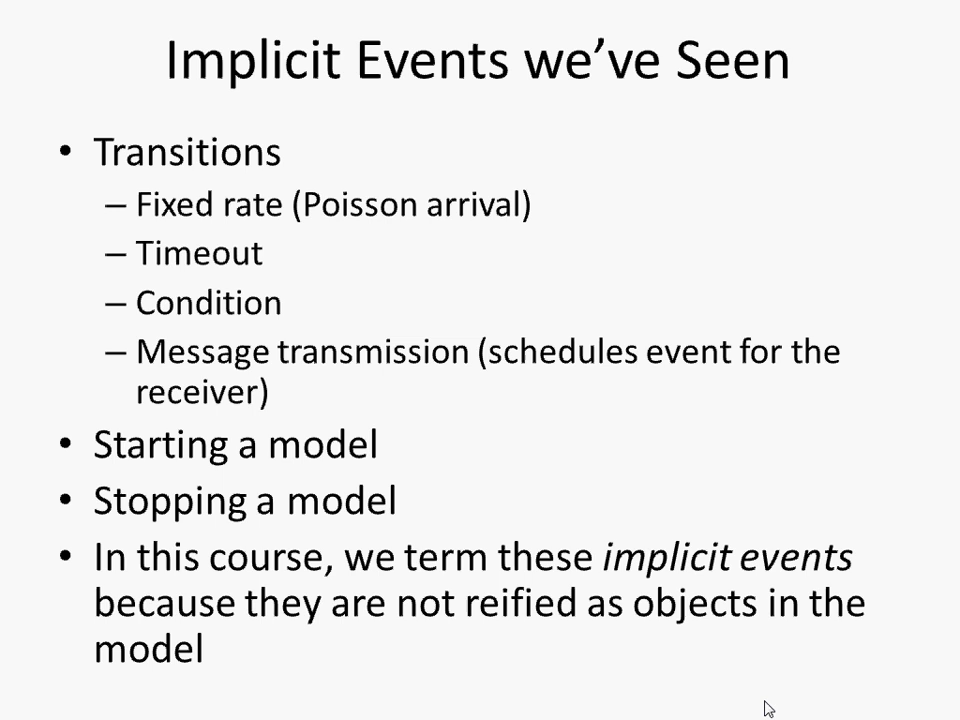 Implicit Events we’ve Seen
• Transitions
– Fixed rate (Poisson arrival)
– Timeout
– Condition
– Message transmission (schedules event for the
receiver)
• Starting a model
• Stopping a model
• In this course, we term these implicit events
because they are not reified as objects in the
model